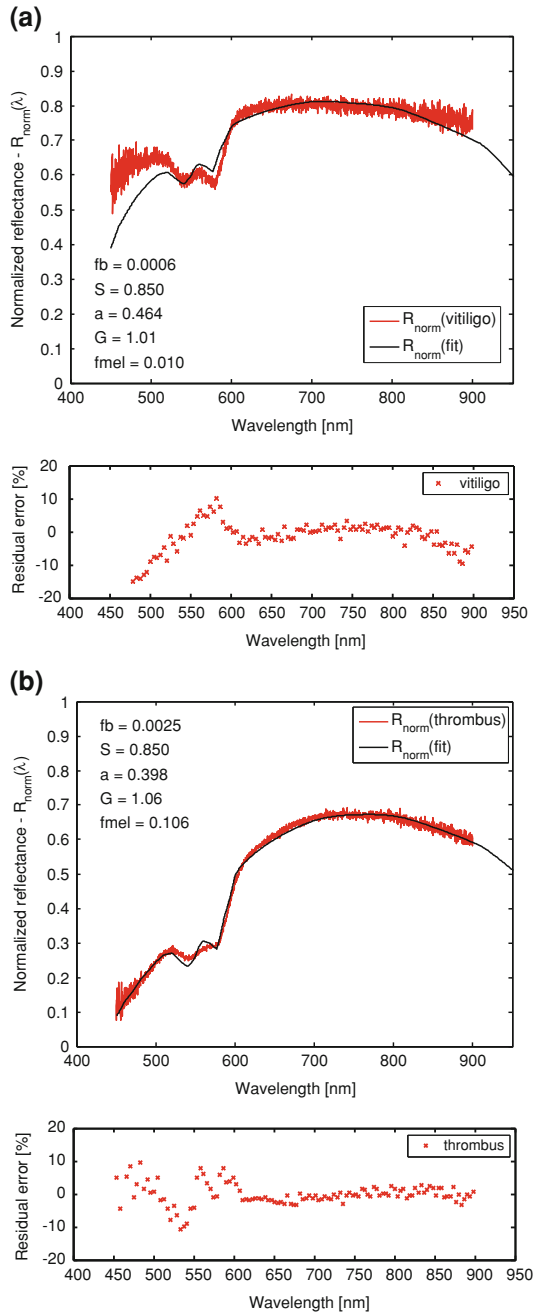 (a)
1
0.9
0.8
0.7
0.6
0.5
0.4
0.3
0.2
0.1
0
Normalized reflectance - Rnorm(λ)
fb = 0.0006
S = 0.850
a = 0.464
G = 1.01
fmel = 0.010
Rnorm(vitiligo)
Rnorm(fit)
400 500 600 700 800 900
Wavelength [nm]
20
10
0
-10
-20
Residual error [%]
vitiligo
400 450 500 550 600 650 700 750 800 850 900 950
Wavelength [nm]
(b)
1
0.9
0.8
0.7
0.6
0.5
0.4
0.3
0.2
0.1
0
Normalized reflectance - Rnorm(λ)
fb = 0.0025
S = 0.850
a = 0.398
G = 1.06
fmel = 0.106
Rnorm(thrombus)
Rnorm(fit)
400 500 600 700 800 900
Wavelength [nm]
20
10
0
-10
-20
Residual error [%]
thrombus
400 450 500 550 600 650 700 750 800 850 900 950
Wavelength [nm]